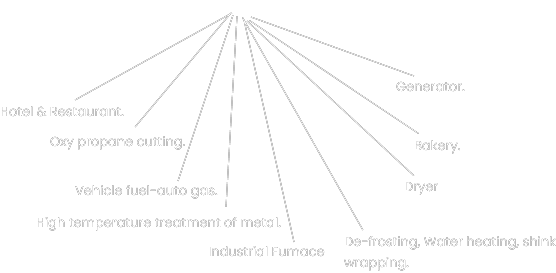 Generator.
Hotel & Restaurant.
Oxy propane cutting.
Bakery.
Vehicle fuel-auto gas.
Dryer
High temperature treatment of metal.
Industrial Furnace
De-frosting, Water heating, shink
wrapping.